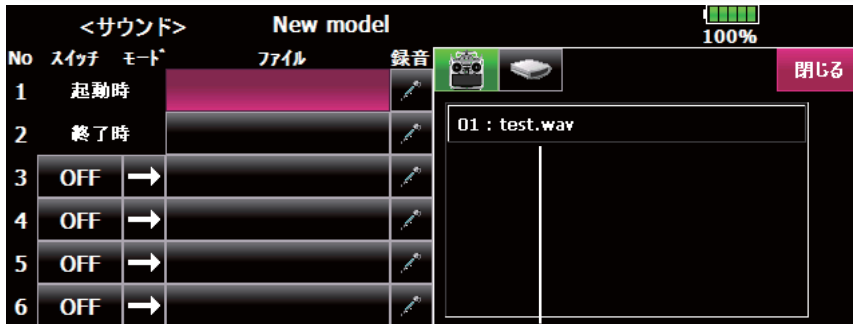 <サウンド> New model
100%
No スイッチ モード ファイル 録音
閉じる
1 起動時
01 : test.wav
2 終了時
3 OFF →
4 OFF →
5 OFF →
6 OFF →